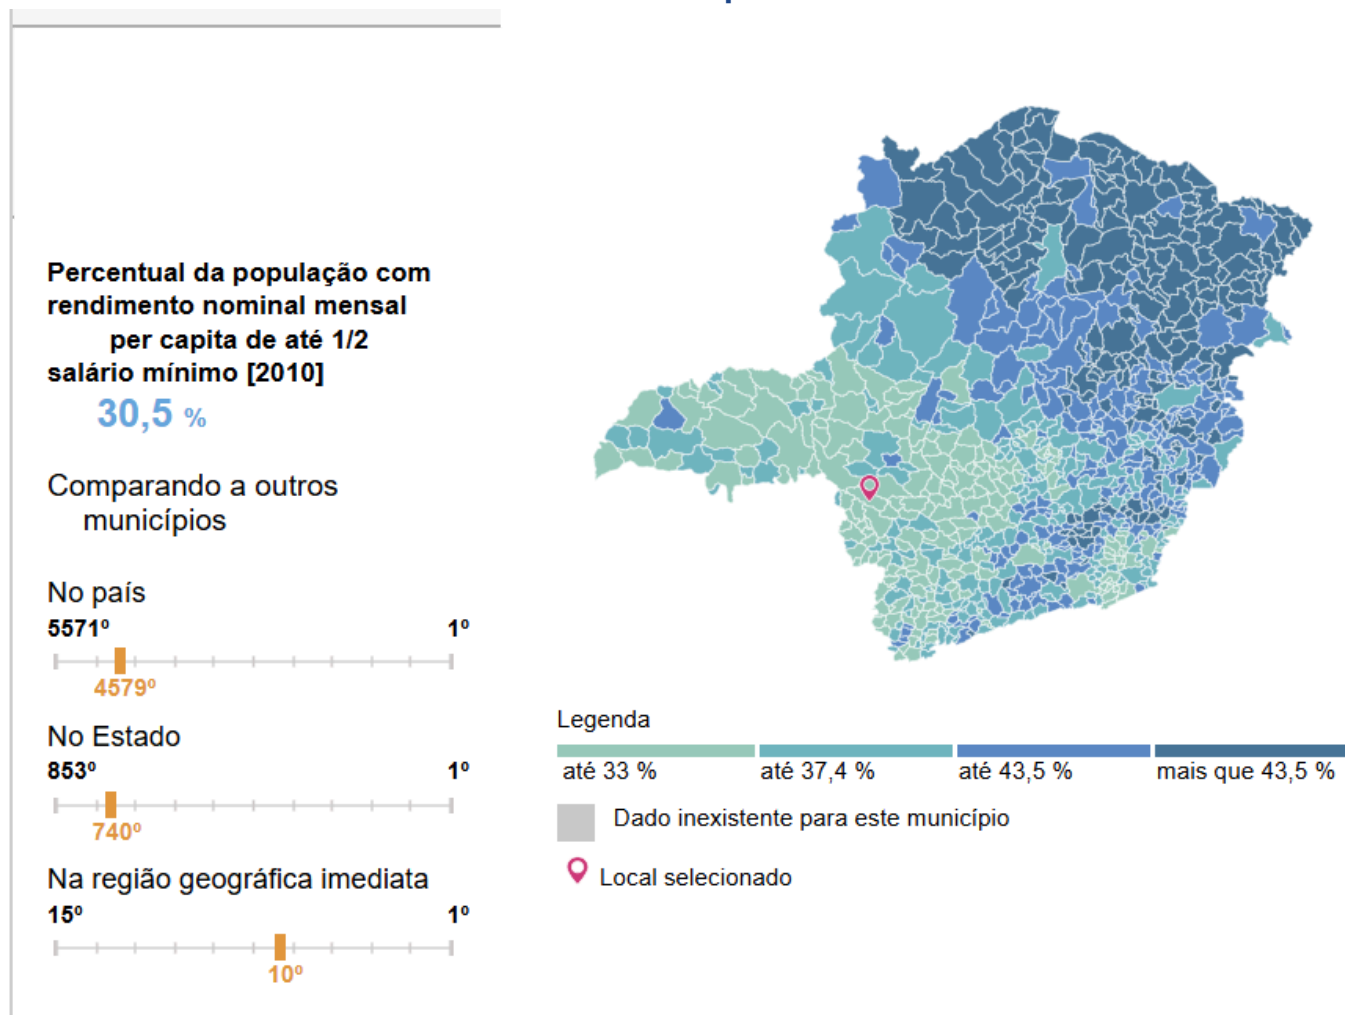 Percentual da população com
rendimento nominal mensal
per capita de até 1/2
salário mínimo [2010]
30,5 %
Comparando a outros
municípios
No país
5571º 1º
4579º
No Estado
853º 1º
740º
Na região geográfica imediata
15º 1º
10º
Legenda
até 33 % até 37,4 % até 43,5 % mais que 43,5 %
Dado inexistente para este município
Local selecionado